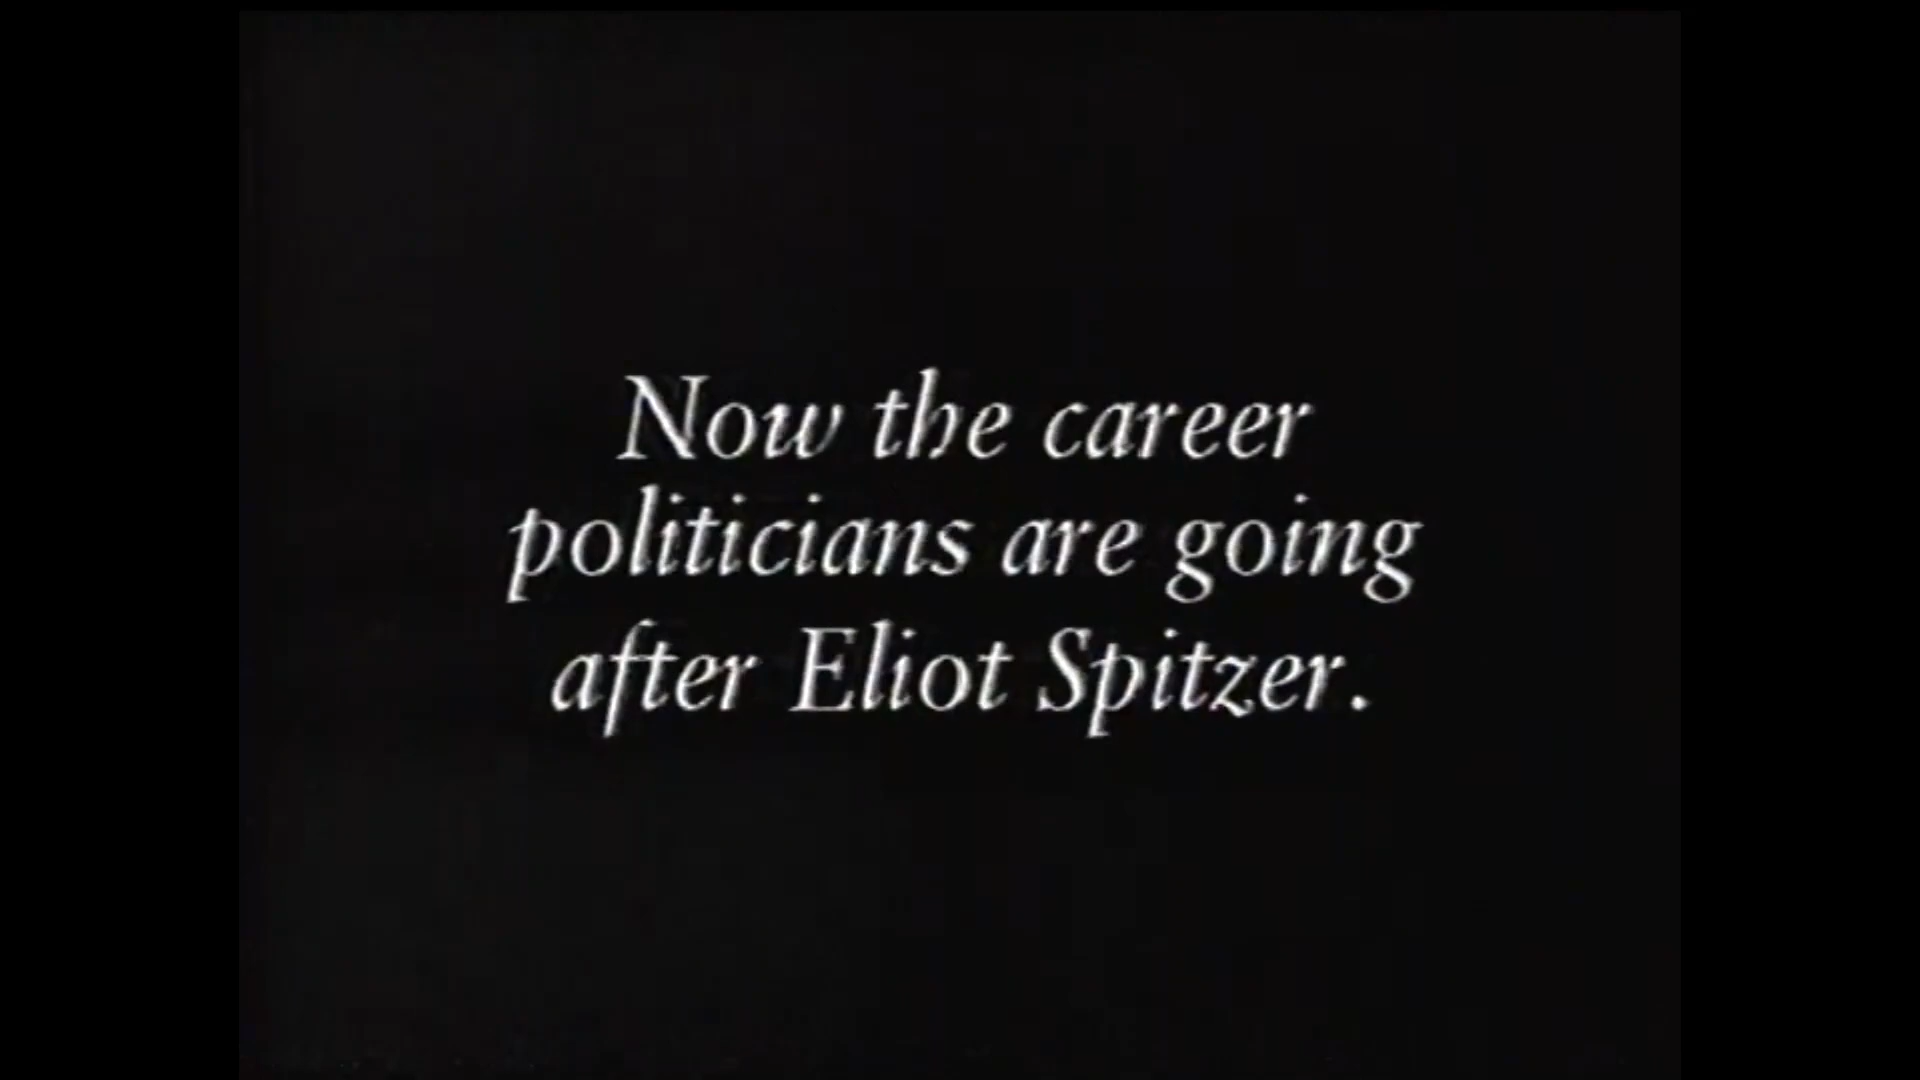 Now the career
politicians are going
after Eliot Spitzer.